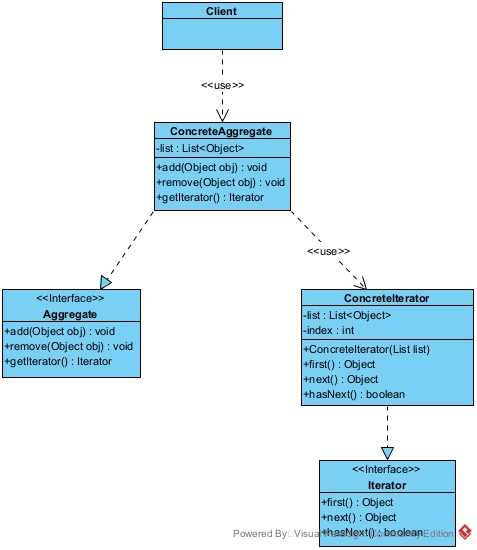 Client
<<use>>
ConcreteAggregate
-list : List<Object>
+add(Object obj) : void
+remove(Object obj) : void
+getIterator() : Iterator
<<use>>
<<Interface>>
Aggregate
+add(Object obj) : void
+remove(Object obj) : void
+getIterator() : Iterator
ConcreteIterator
-list : List<Object>
-index : int
+ConcreteIterator(List list)
+first() : Object
+next() : Object
+hasNext() : boolean
<<Interface>>
Iterator
+first() : Object
+next() : Object
+hasNext() : boolean
Powered By Visual Paradigm Community Edition